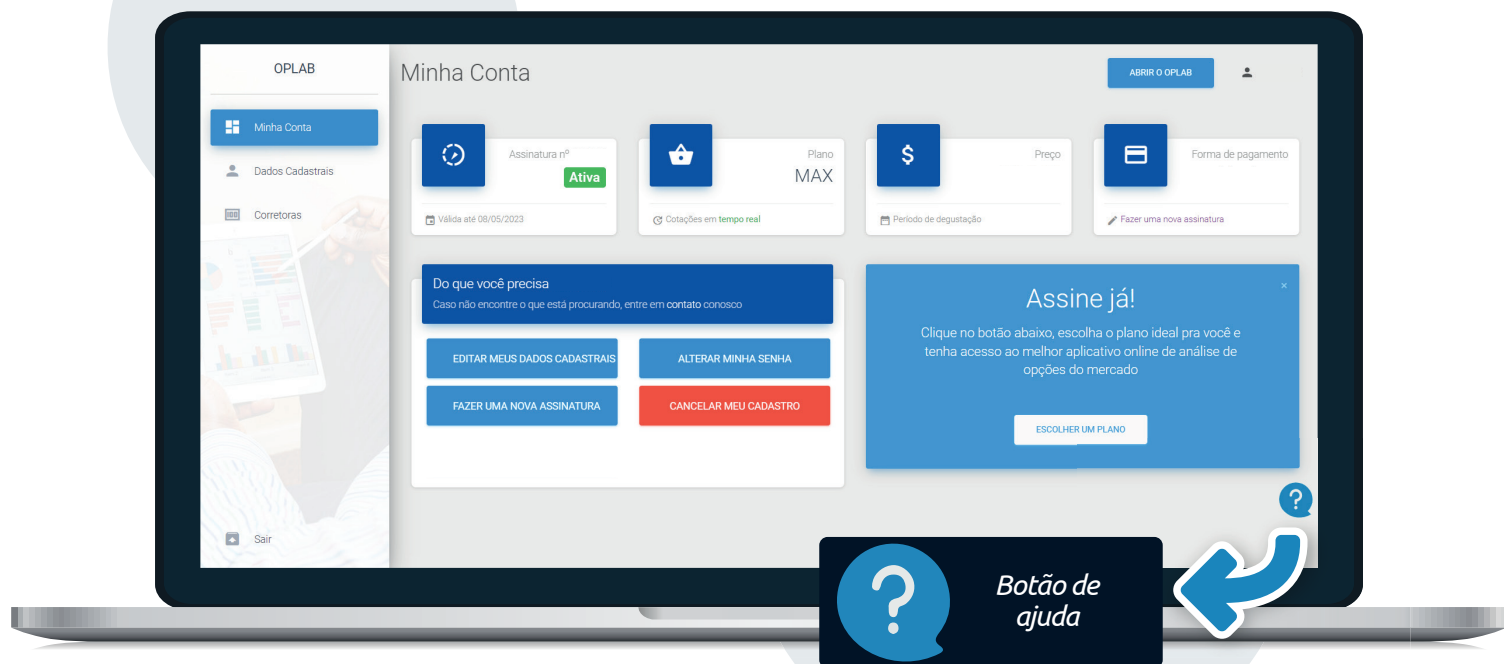 OPLAB
Minha Conta
Dados Cadastrais
Corretoras
Sair
Minha Conta
ABRIR O OPLAB
Assinatura nº
Ativa
Válida até 08/05/2023
Plano
MAX
Cotações em tempo real
$
Preço
Período de degustação
Forma de pagamento
Fazer uma nova assinatura
Do que você precisa
Caso não encontre o que está procurando, entre em contato conosco
EDITAR MEUS DADOS CADASTRAIS
ALTERAR MINHA SENHA
FAZER UMA NOVA ASSINATURA
CANCELAR MEU CADASTRO
×
Assine já!
Clique no botão abaixo, escolha o plano ideal pra você e
tenha acesso ao melhor aplicativo online de análise de
opções do mercado
ESCOLHER UM PLANO
?
?
Botão de
ajuda